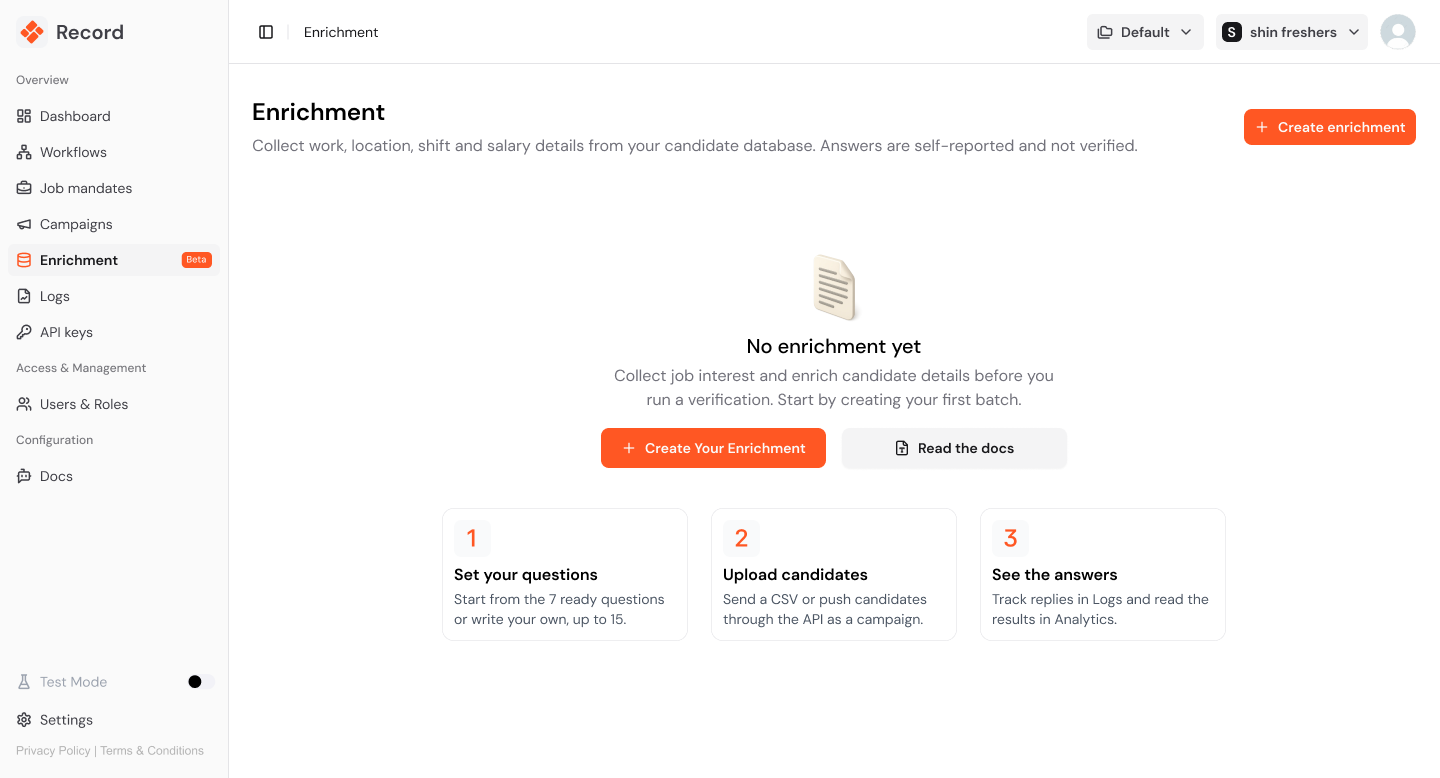 Record
Overview
Dashboard
Workflows
Job mandates
Campaigns
Enrichment
Beta
Logs
API keys
Access & Management
Users & Roles
Configuration
Docs
Test Mode
Settings
Privacy Policy | Terms & Conditions
Enrichment
Default
S
shin freshers
Enrichment
Collect work, location, shift and salary details from your candidate database. Answers are self-reported and not verified.
Create enrichment
No enrichment yet
Collect job interest and enrich candidate details before you
run a verification. Start by creating your first batch.
Create Your Enrichment
Read the docs
1
Set your questions
Start from the 7 ready questions
or write your own, up to 15.
2
Upload candidates
Send a CSV or push candidates
through the API as a campaign.
3
See the answers
Track replies in Logs and read the
results in Analytics.